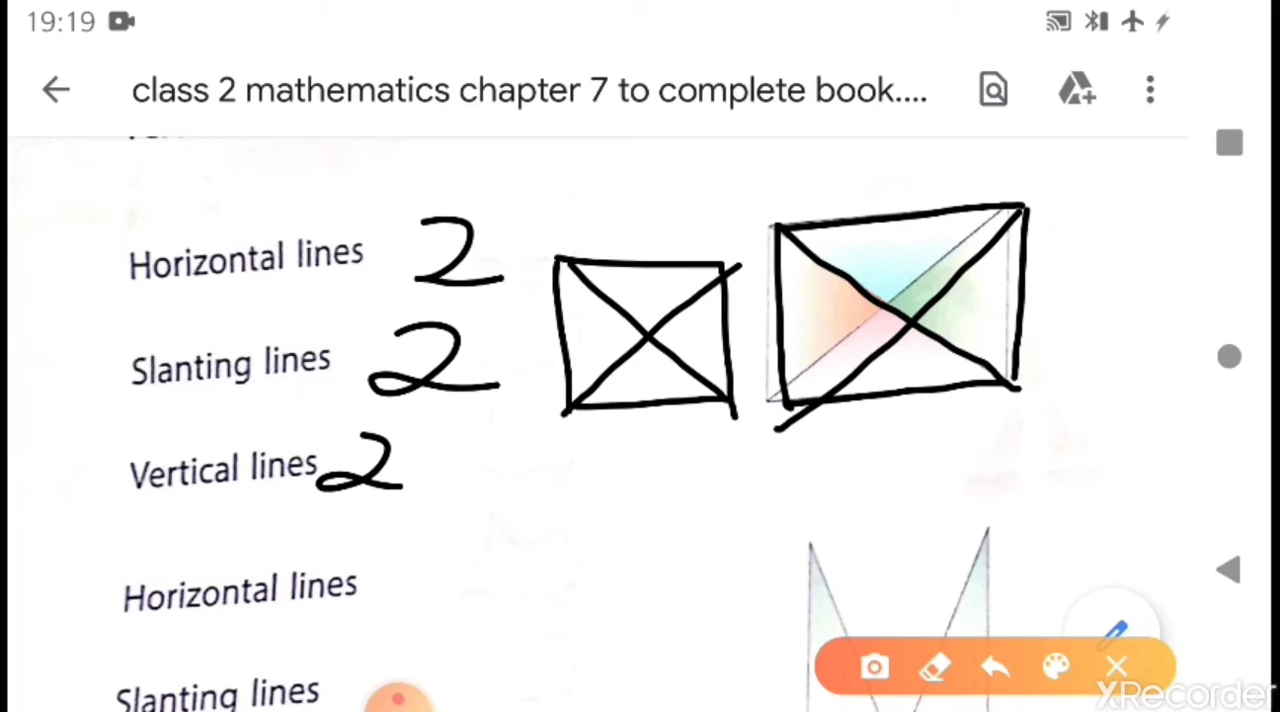 19:19
class 2 mathematics chapter 7 to complete book....
Horizontal lines 2
Slanting lines 2
Vertical lines 2
Horizontal lines
Slanting lines
XRecorder